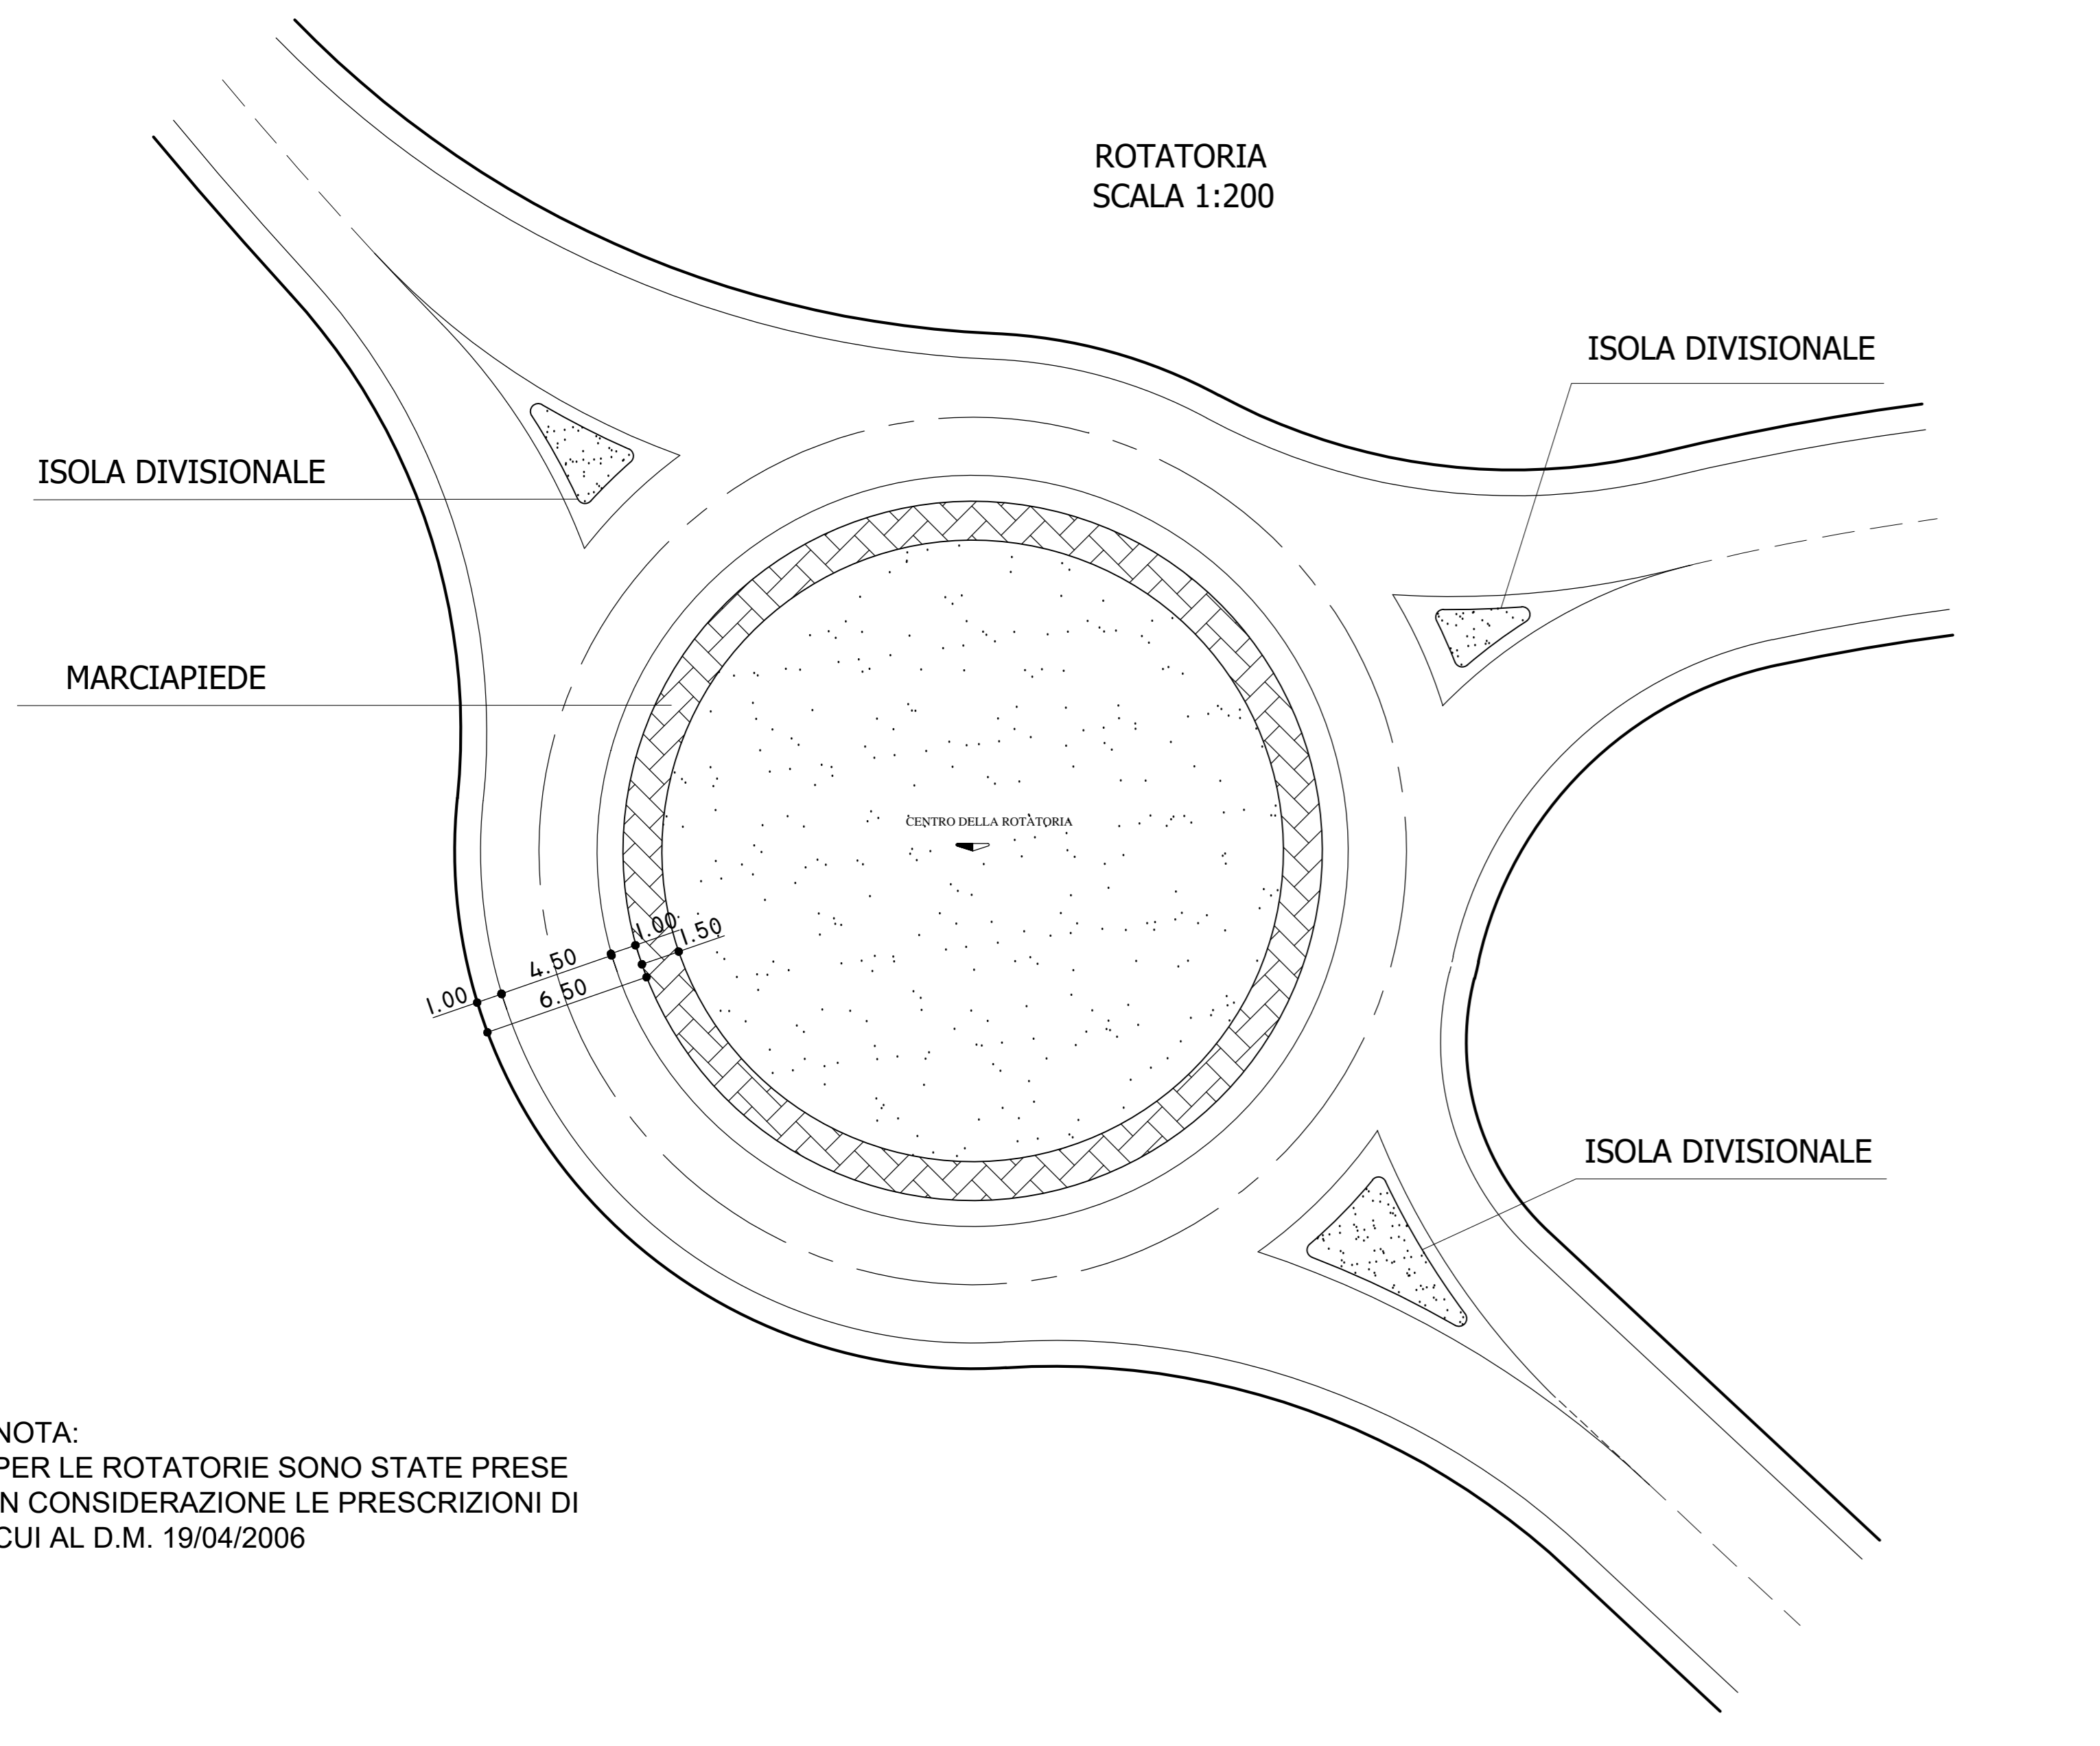 ROTATORIA
SCALA 1:200
ISOLA DIVISIONALE
ISOLA DIVISIONALE
MARCIAPIEDE
CENTRO DELLA ROTATORIA
1.00
1.50
4.50
6.50
1.00
ISOLA DIVISIONALE
NOTA:
PER LE ROTATORIE SONO STATE PRESE
IN CONSIDERAZIONE LE PRESCRIZIONI DI
CUI AL D.M. 19/04/2006